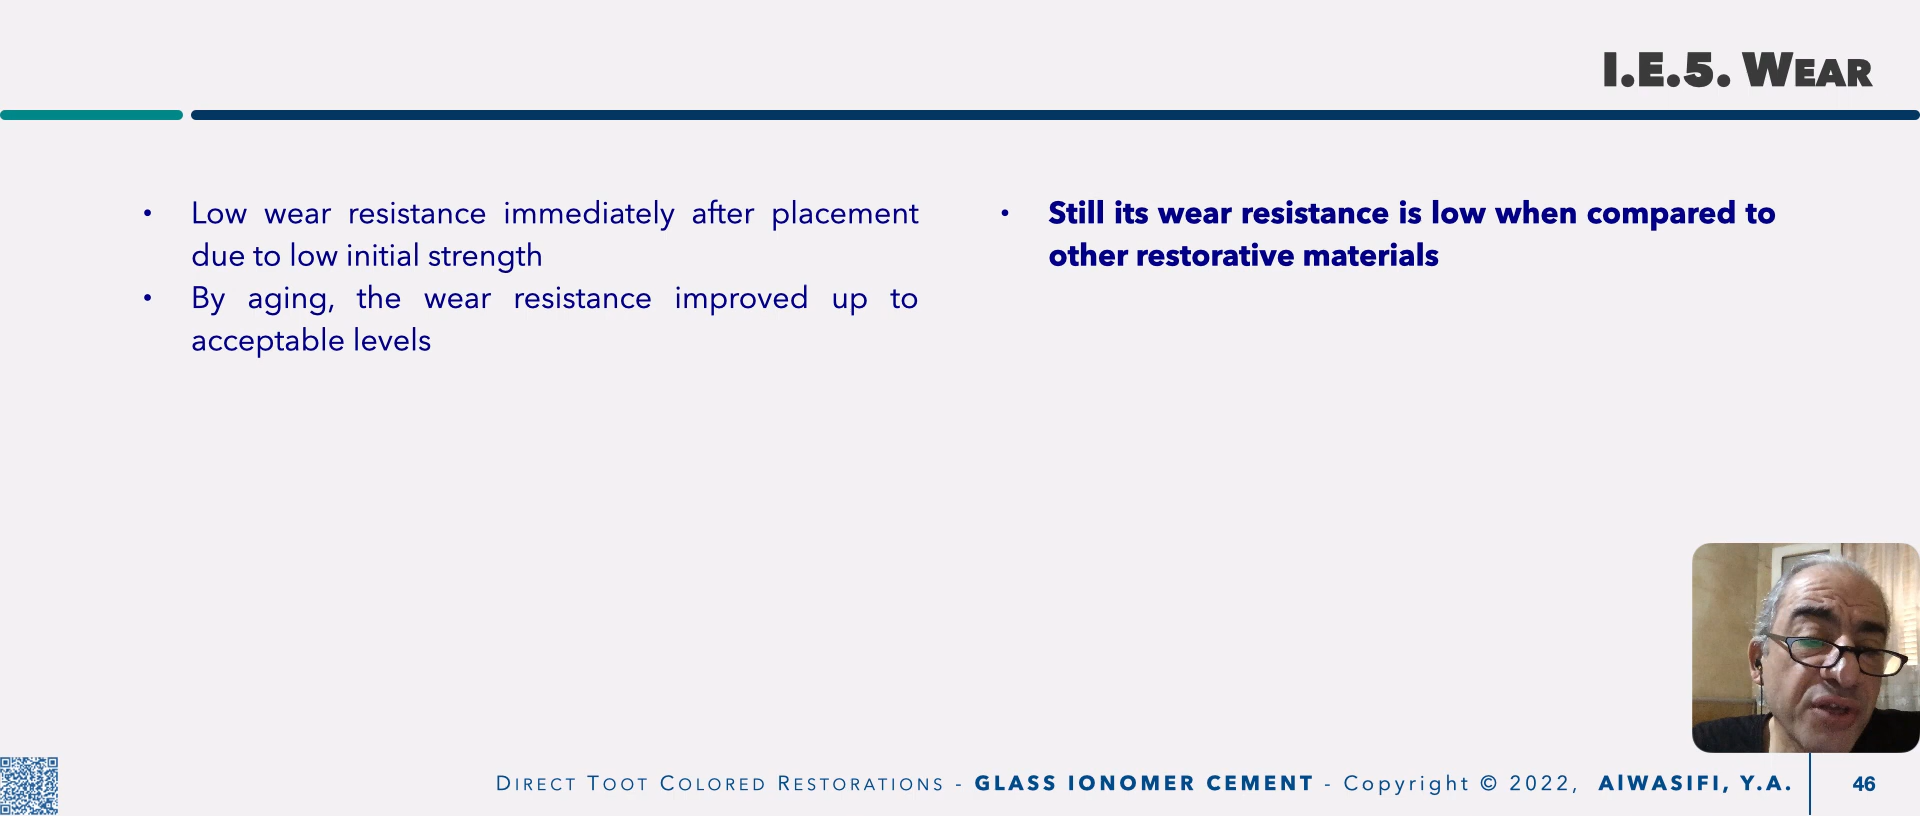 I.E.5. WEAR
• Low wear resistance immediately after placement
due to low initial strength
• By aging, the wear resistance improved up to
acceptable levels
• Still its wear resistance is low when compared to
other restorative materials
DIRECT TOOT COLORED RESTORATIONS - GLASS IONOMER CEMENT - Copyright © 2022, AlWASIFI, Y.A.
46